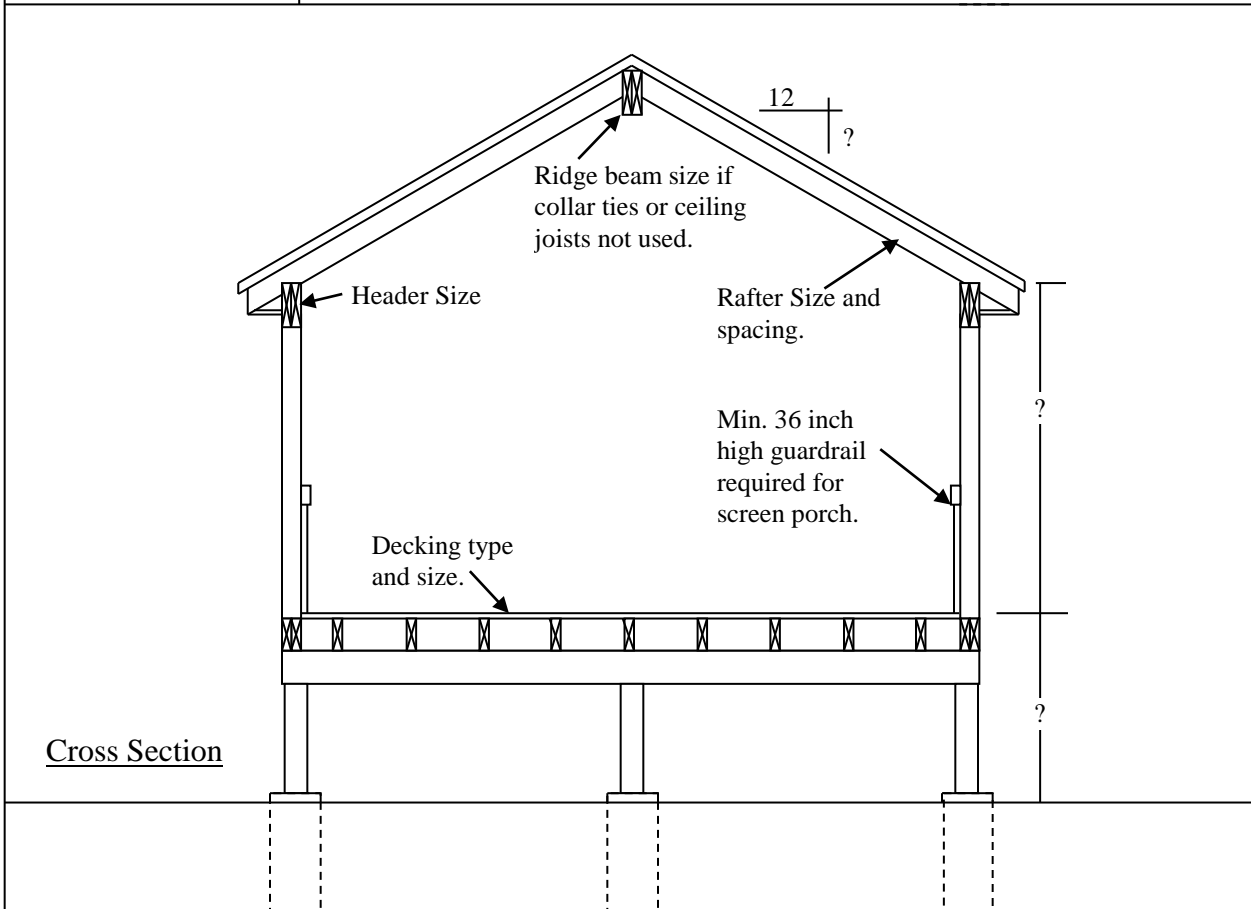 12
?
Ridge beam size if
collar ties or ceiling
joists not used.
Header Size
Rafter Size and
spacing.
?
Min. 36 inch
high guardrail
required for
screen porch.
Decking type
and size.
?
Cross Section